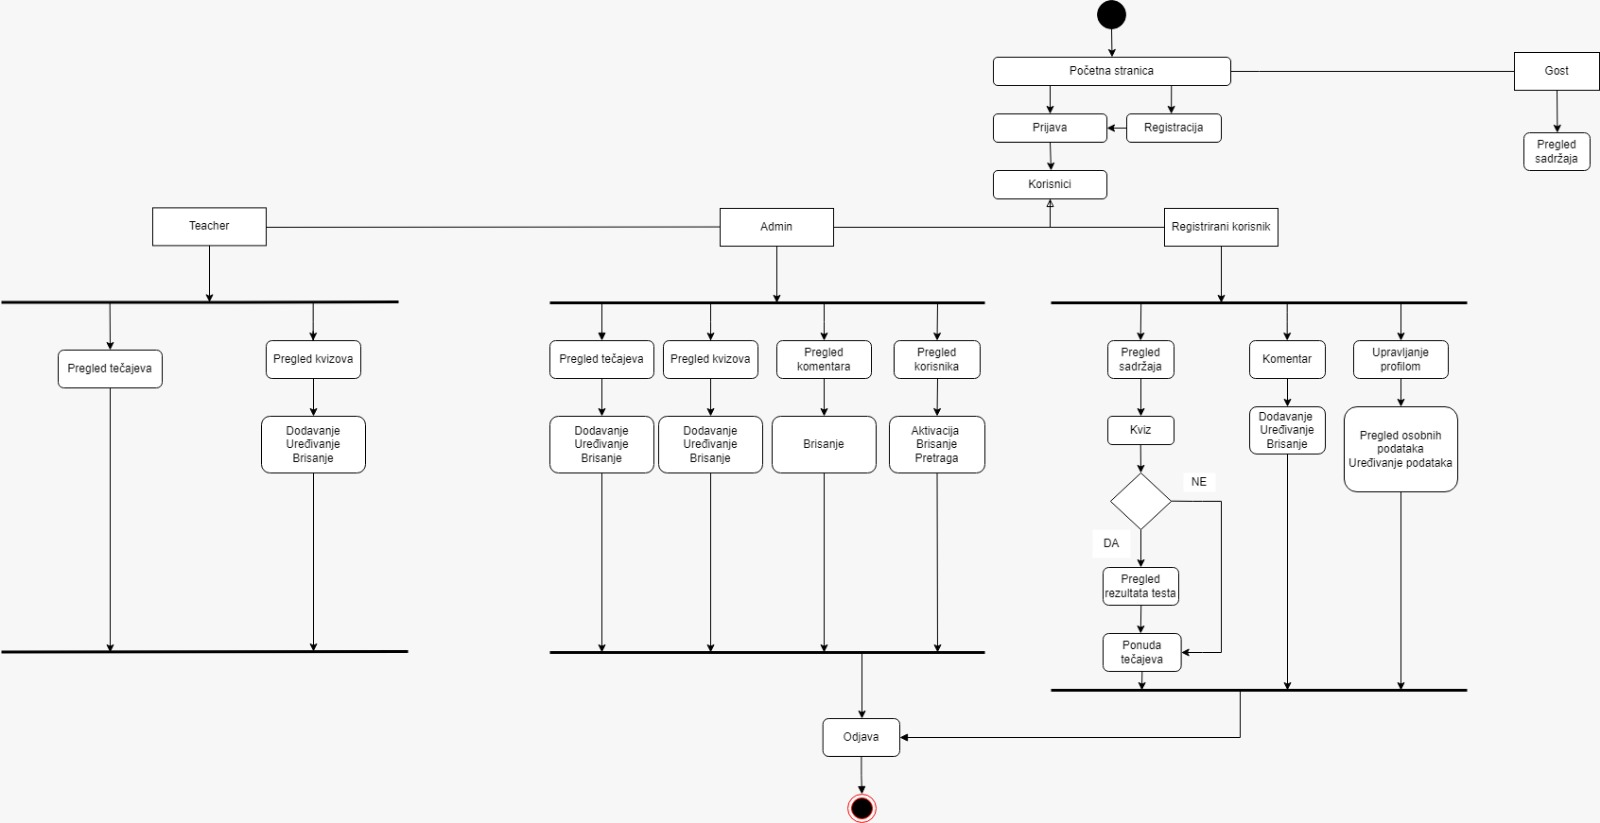 Početna stranica
Gost
Prijava
Registracija
Pregled
sadržaja
Korisnici
Teacher
Admin
Registrirani korisnik
Pregled tečajeva
Pregled kvizova
Dodavanje
Uređivanje
Brisanje
Pregled tečajeva
Pregled kvizova
Pregled
komentara
Pregled
korisnika
Dodavanje
Uređivanje
Brisanje
Dodavanje
Uređivanje
Brisanje
Brisanje
Aktivacija
Brisanje
Pretraga
Pregled
sadržaja
Komentar
Upravljanje
profilom
Kviz
Dodavanje
Uređivanje
Brisanje
Pregled osobnih
podataka
Uređivanje podataka
NE
DA
Pregled
rezultata testa
Ponuda
tečajeva
Odjava